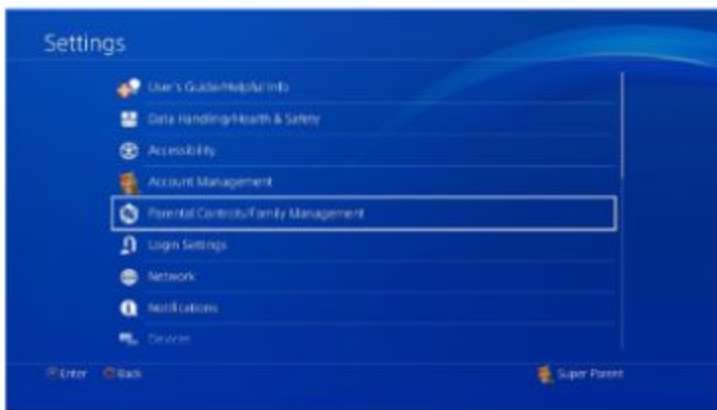 Settings
User's Guide/Helpful Info
Data Handling/Health & Safety
Accessibility
Account Management
Parental Controls/Family Management
Login Settings
Network
Notifications
Devices
Enter Back Super Parent